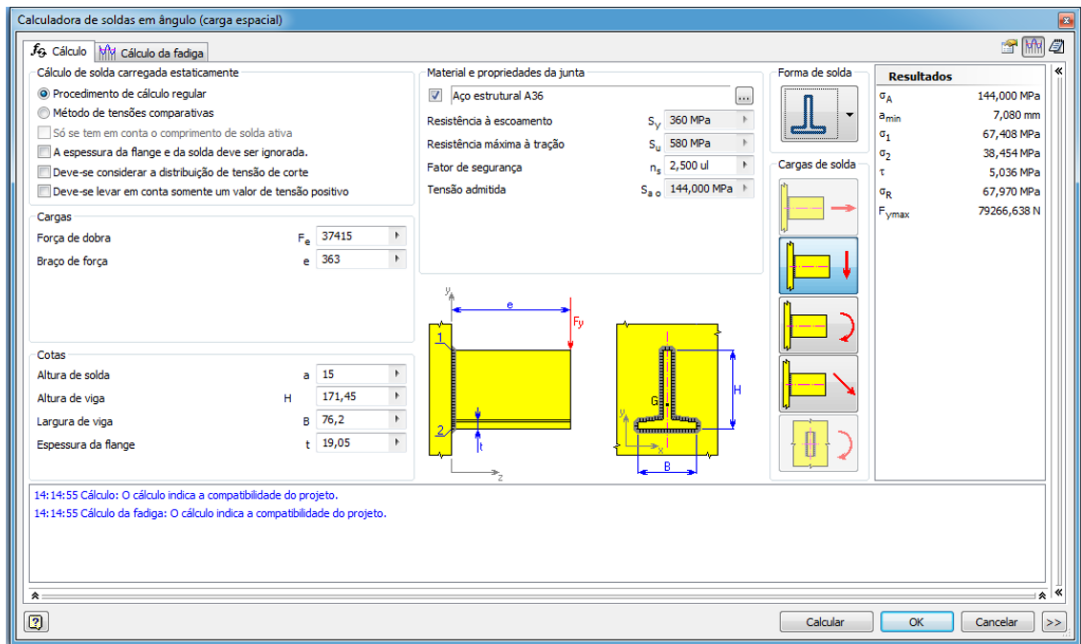 Calculadora de soldas em ângulo (carga espacial)
Cálculo
Cálculo da fadiga
Cálculo de solda carregada estaticamente
Procedimento de cálculo regular
Método de tensões comparativas
Só se tem em conta o comprimento de solda ativa
A espessura da flange e da solda deve ser ignorada.
Deve-se considerar a distribuição de tensão de corte
Deve-se levar em conta somente um valor de tensão positivo
Cargas
Força de dobra Fe 37415
Braço de força e 363
Cotas
Altura de solda a 15
Altura de viga H 171,45
Largura de viga B 76,2
Espessura da flange t 19,05
Material e propriedades da junta
Aço estrutural A36 ...
Resistência à escoamento Sy 360 MPa
Resistência máxima à tração Su 580 MPa
Fator de segurança ns 2,500 ul
Tensão admitida Sa o 144,000 MPa
y
e
Fy
1
2
t
z
G
H
y
x
B
Forma de solda
Cargas de solda
Resultados
σA 144,000 MPa
amin 7,080 mm
σ1 67,408 MPa
σ2 38,454 MPa
τ 5,036 MPa
σR 67,970 MPa
Fymax 79266,638 N
14:14:55 Cálculo: O cálculo indica a compatibilidade do projeto.
14:14:55 Cálculo da fadiga: O cálculo indica a compatibilidade do projeto.
Calcular
OK
Cancelar
>>